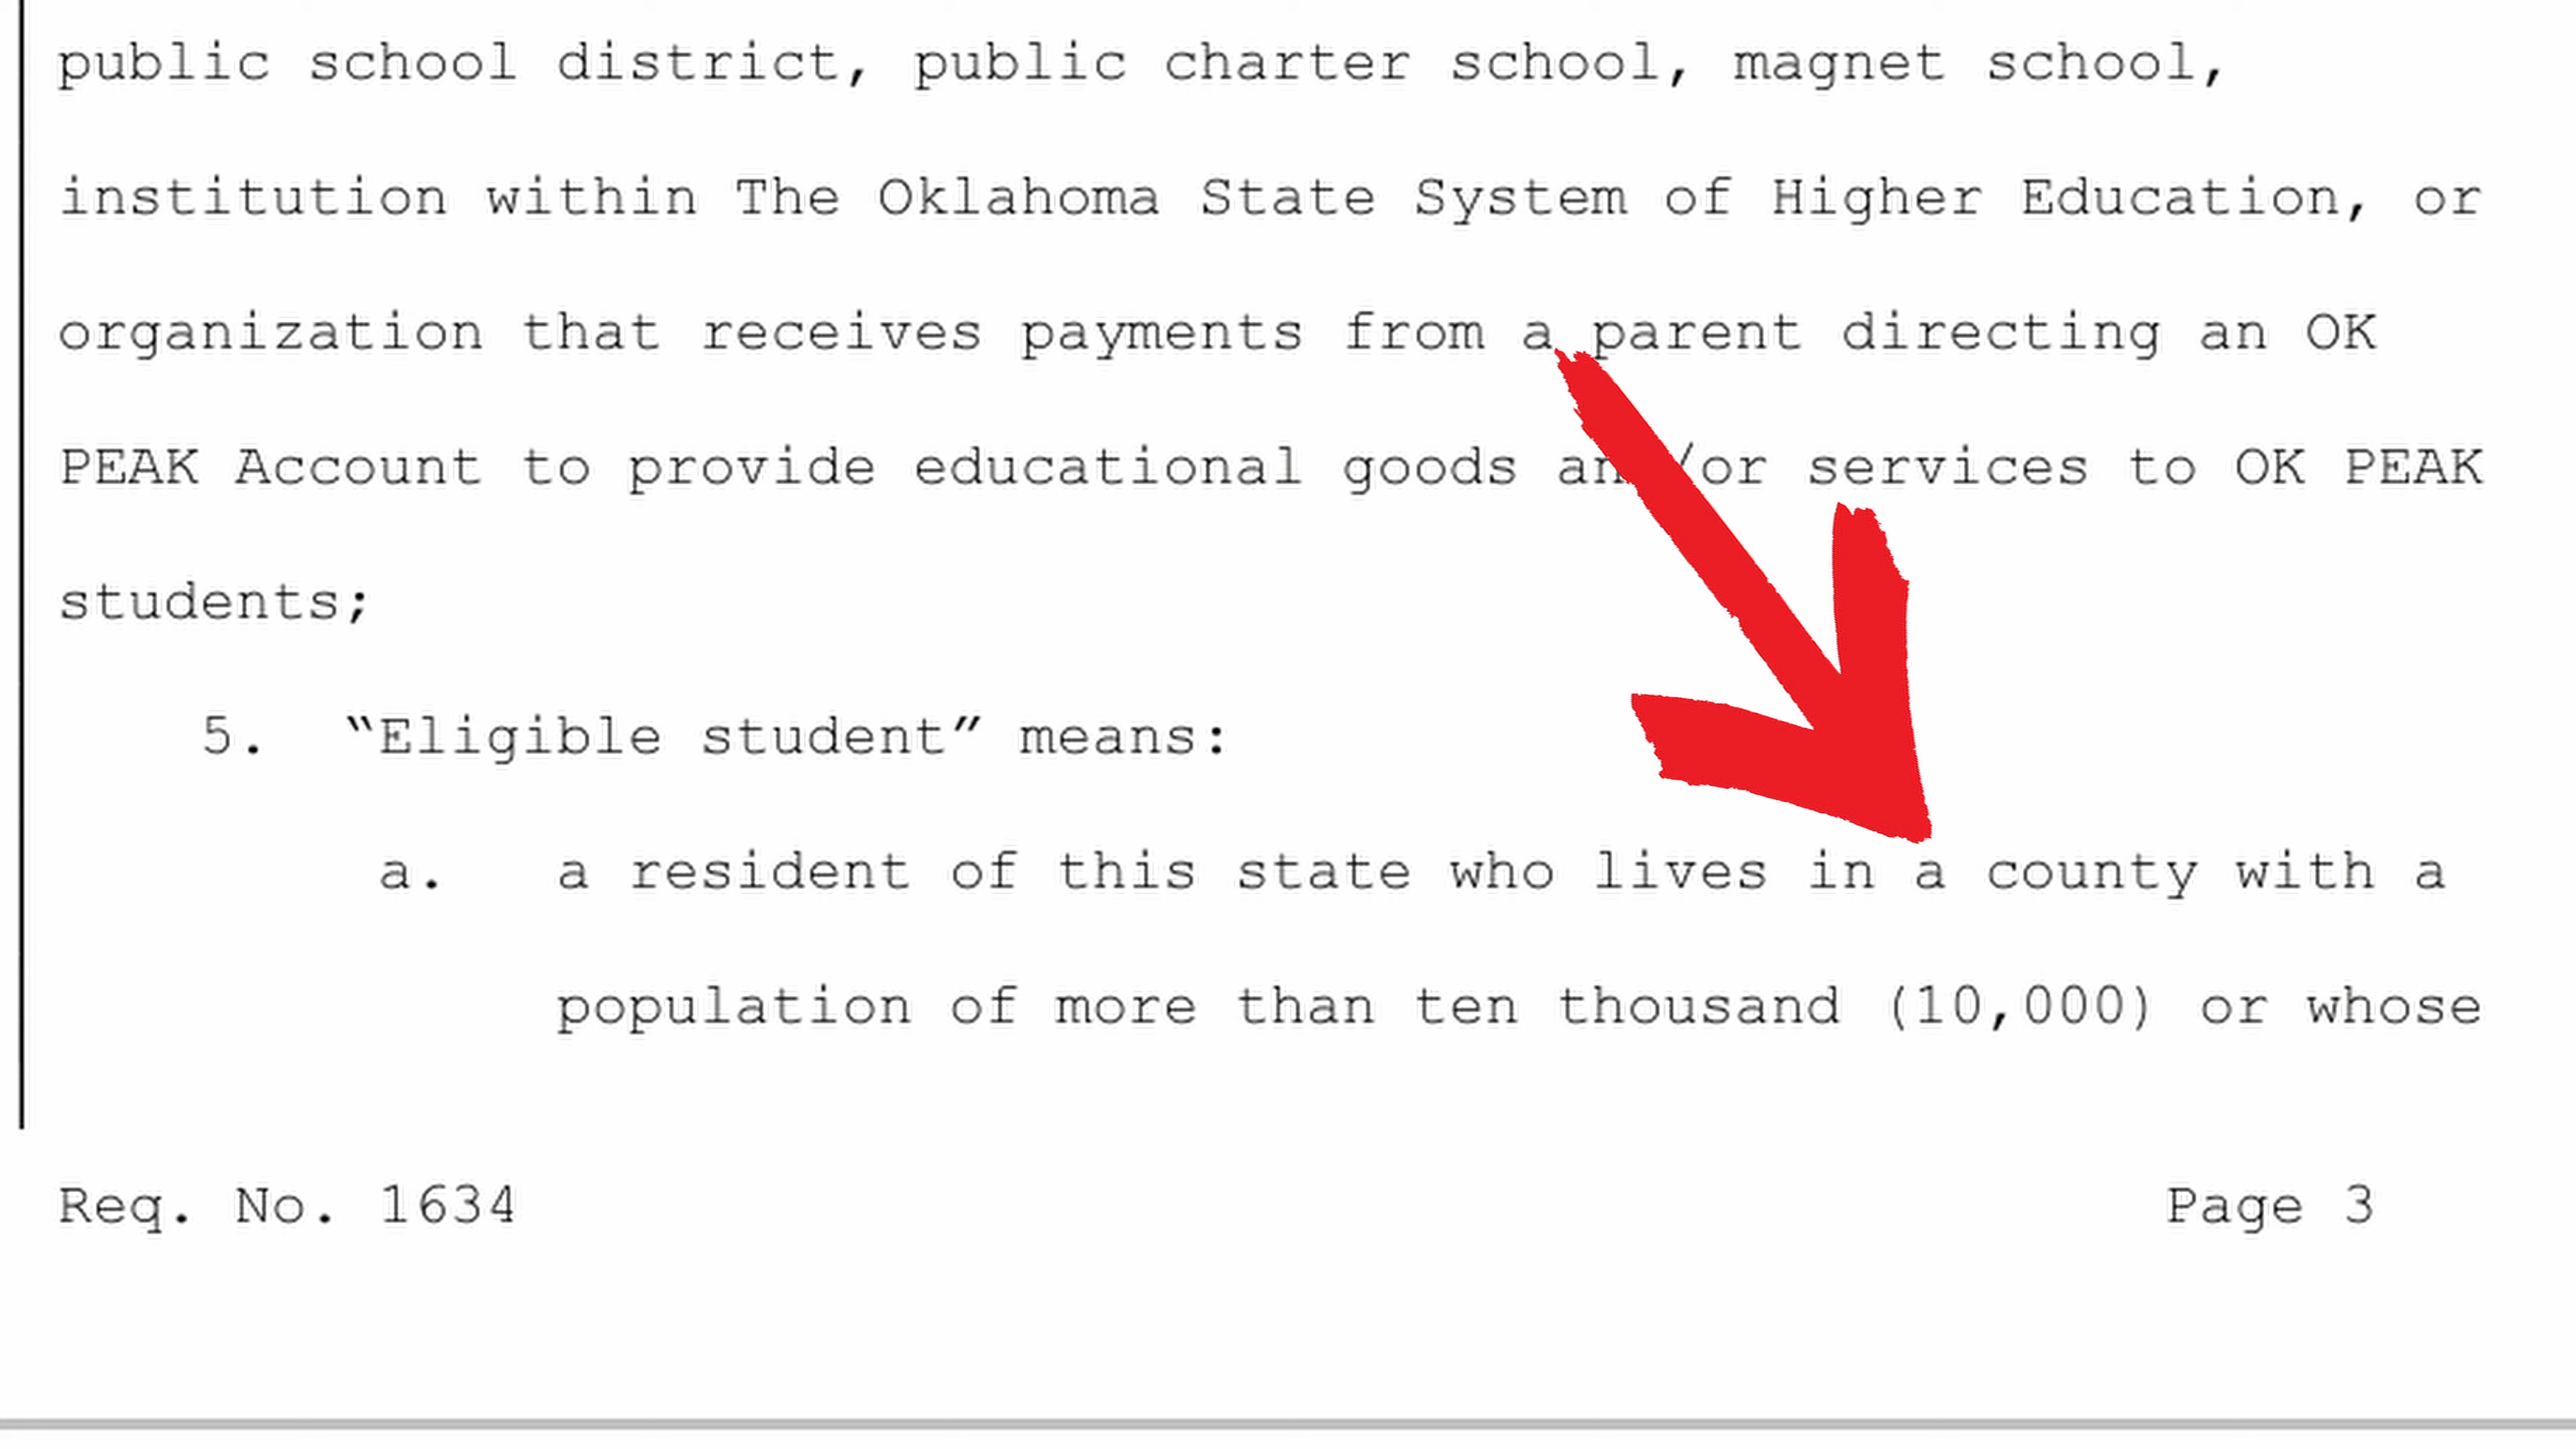 public school district, public charter school, magnet school,
institution within The Oklahoma State System of Higher Education, or
organization that receives payments from a parent directing an OK
PEAK Account to provide educational goods and/or services to OK PEAK
students;
5. “Eligible student” means:
a. a resident of this state who lives in a county with a
population of more than ten thousand (10,000) or whose
Req. No. 1634 Page 3